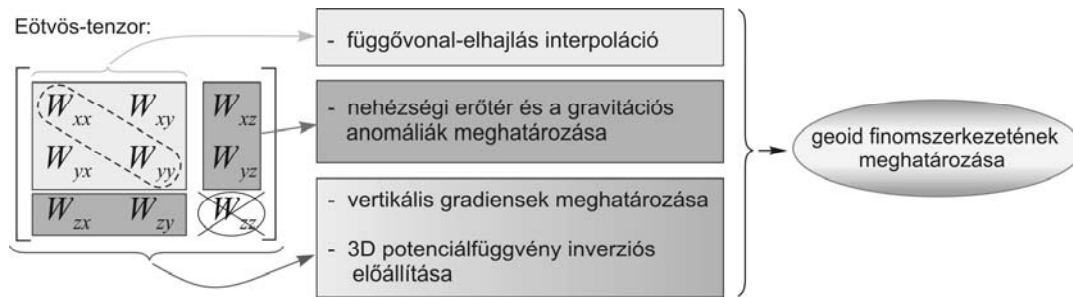 Eötvös-tenzor:
W_xx W_xy W_xz
W_yx W_yy W_yz
W_zx W_zy W_zz
- függővonal-elhajlás interpoláció
- nehézségi erőtér és a gravitációs
anomáliák meghatározása
- vertikális gradiensek meghatározása
- 3D potenciálfüggvény inverziós
előállítása
geoid finomszerkezetének
meghatározása